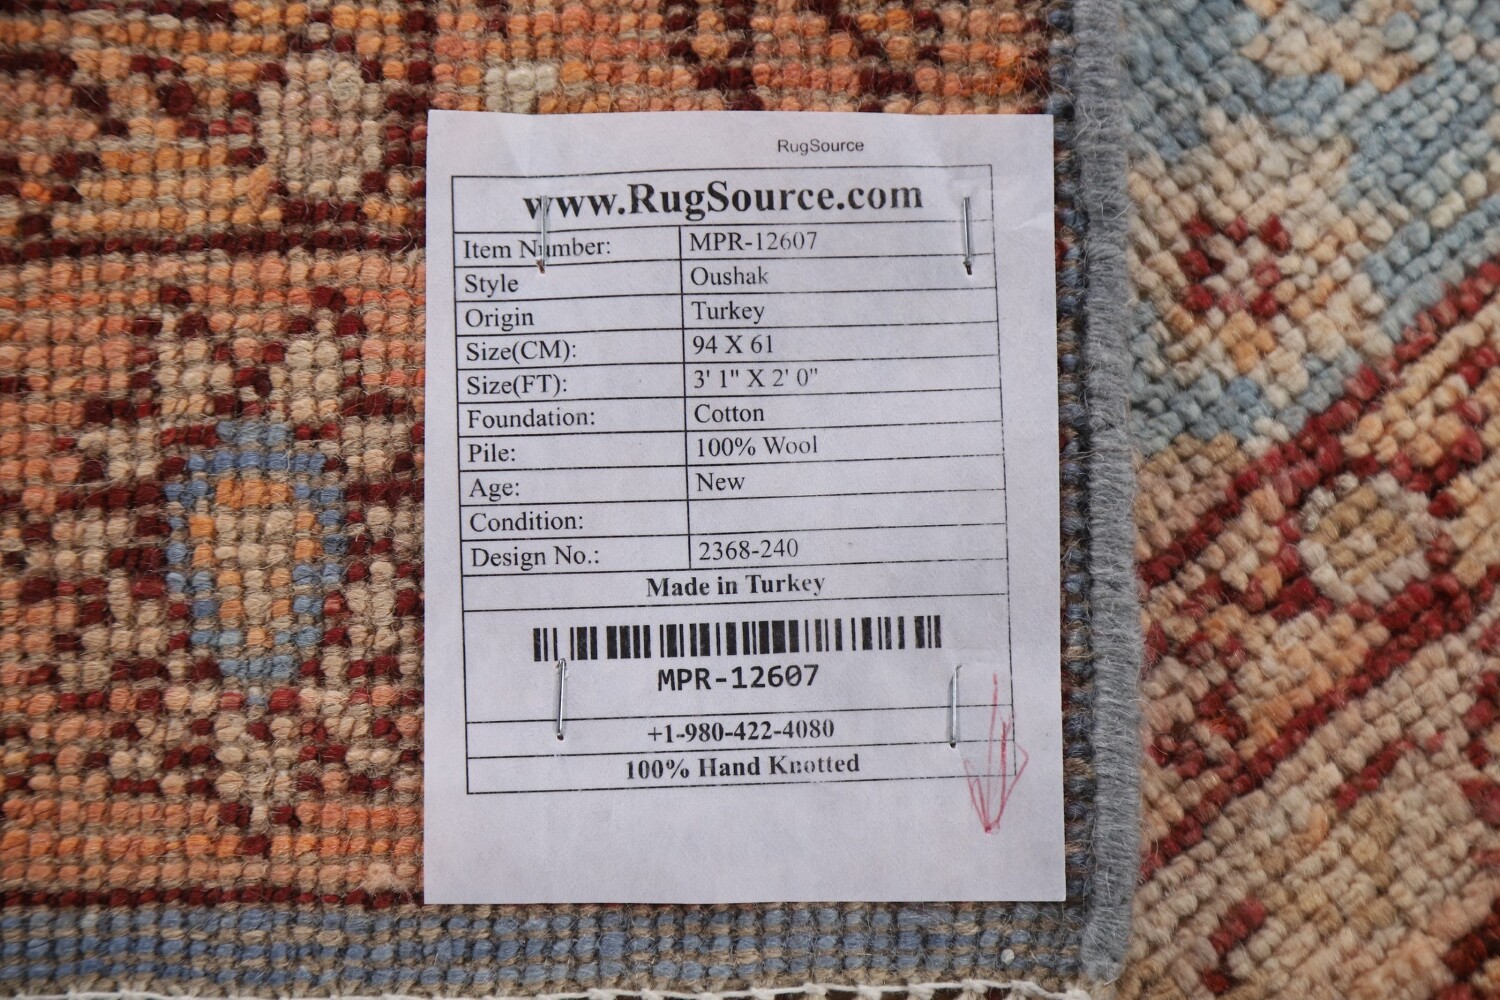 RugSource
www.RugSource.com
Item Number: MPR-12607
Style Oushak
Origin Turkey
Size(CM): 94 X 61
Size(FT): 3' 1" X 2' 0"
Foundation: Cotton
Pile: 100% Wool
Age: New
Condition:
Design No.: 2368-240
Made in Turkey
MPR-12607
+1-980-422-4080
100% Hand Knotted